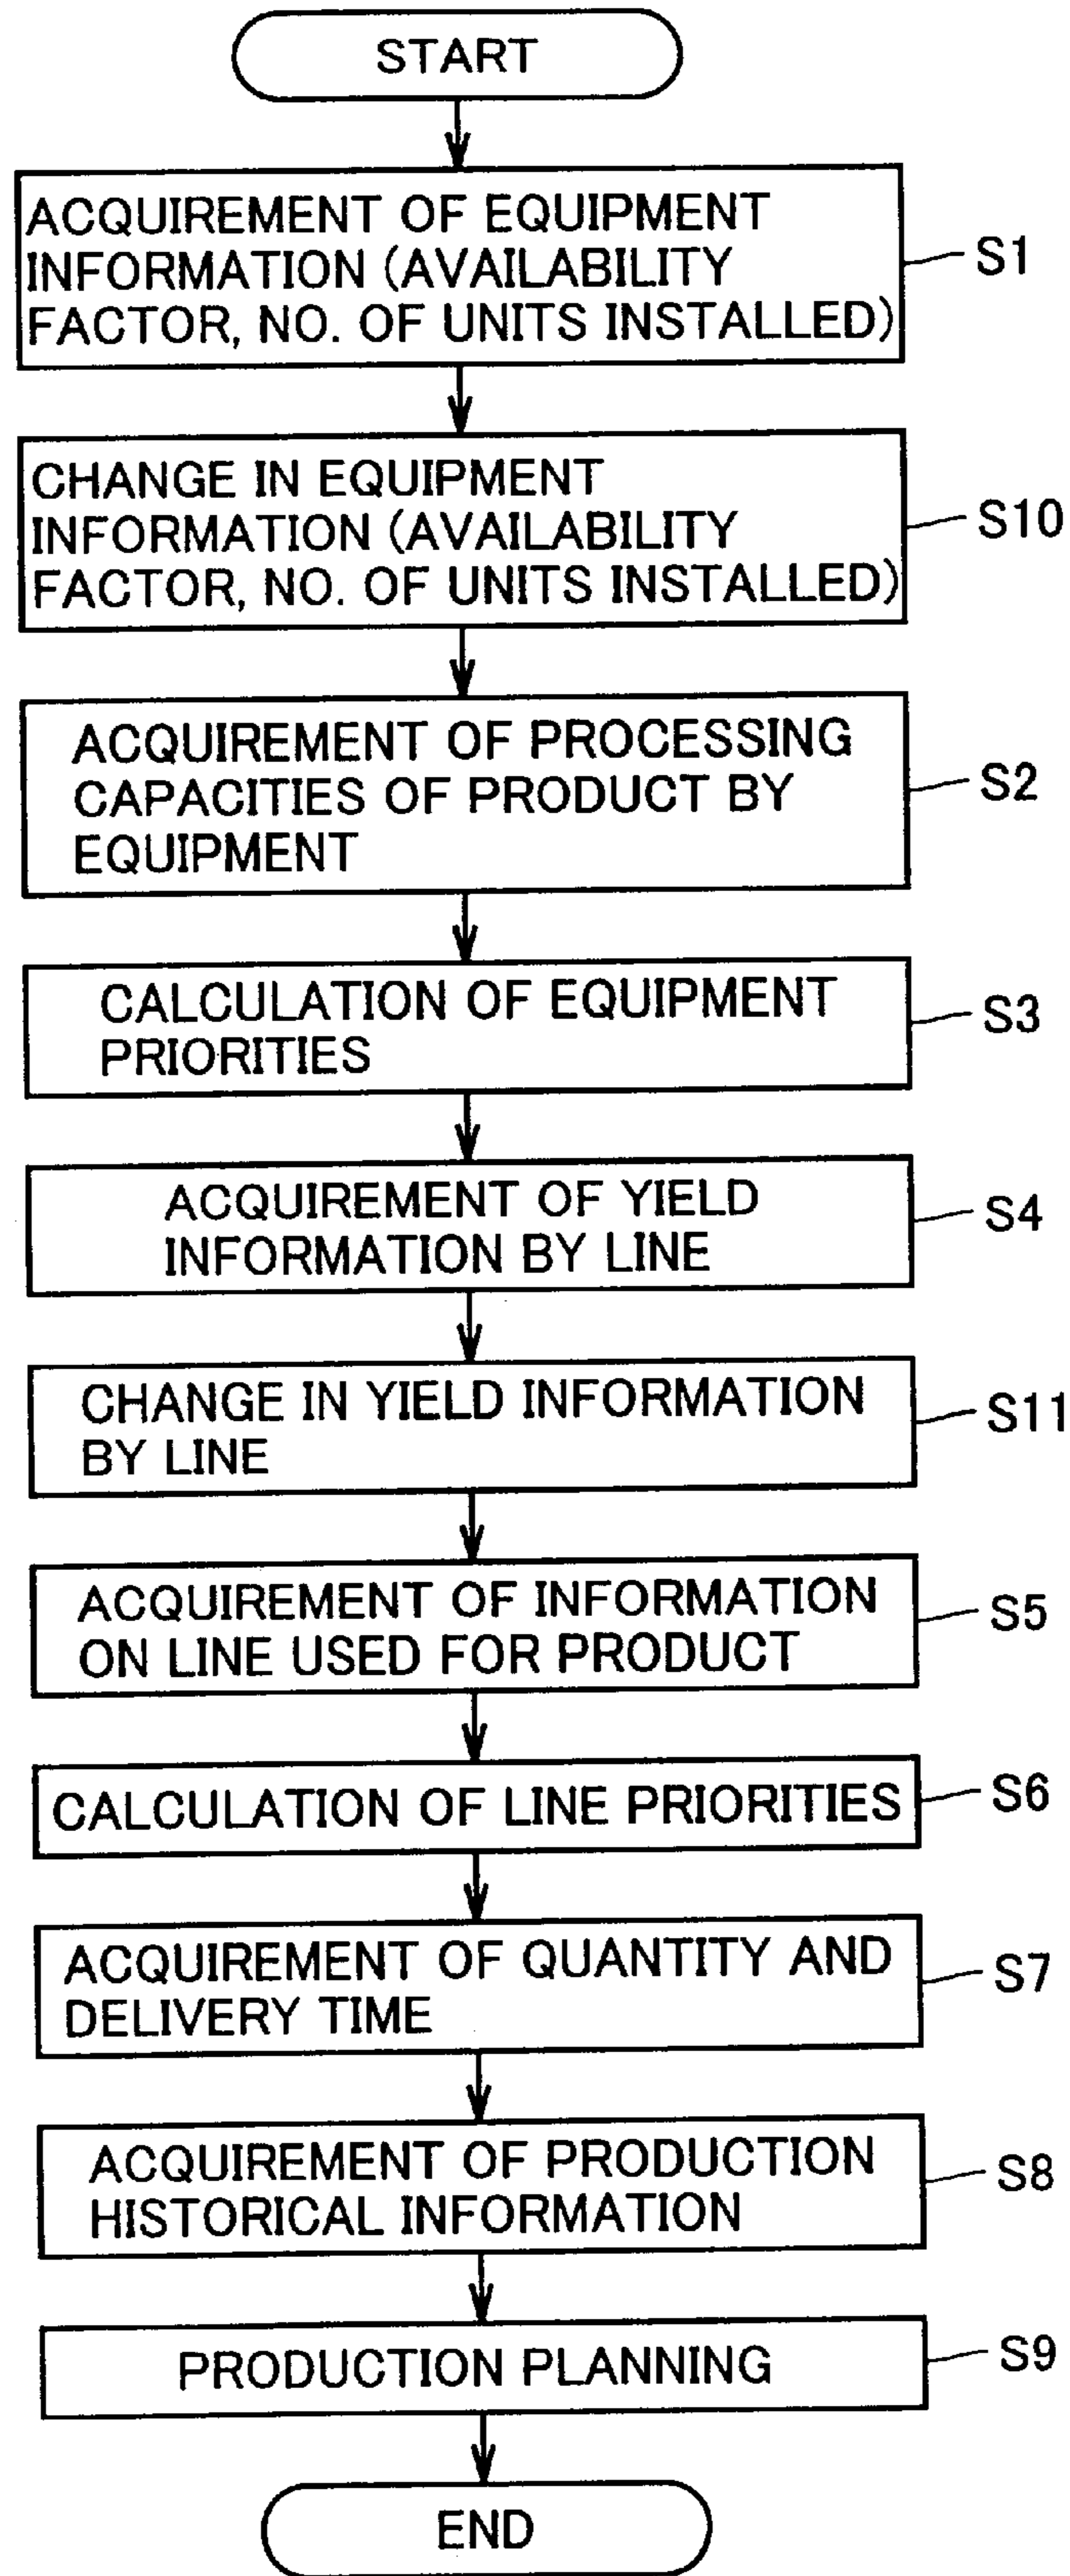 START
ACQUIREMENT OF EQUIPMENT
INFORMATION (AVAILABILITY
FACTOR, NO. OF UNITS INSTALLED)
S1
CHANGE IN EQUIPMENT
INFORMATION (AVAILABILITY
FACTOR, NO. OF UNITS INSTALLED)
S10
ACQUIREMENT OF PROCESSING
CAPACITIES OF PRODUCT BY
EQUIPMENT
S2
CALCULATION OF EQUIPMENT
PRIORITIES
S3
ACQUIREMENT OF YIELD
INFORMATION BY LINE
S4
CHANGE IN YIELD INFORMATION
BY LINE
S11
ACQUIREMENT OF INFORMATION
ON LINE USED FOR PRODUCT
S5
CALCULATION OF LINE PRIORITIES
S6
ACQUIREMENT OF QUANTITY AND
DELIVERY TIME
S7
ACQUIREMENT OF PRODUCTION
HISTORICAL INFORMATION
S8
PRODUCTION PLANNING
S9
END